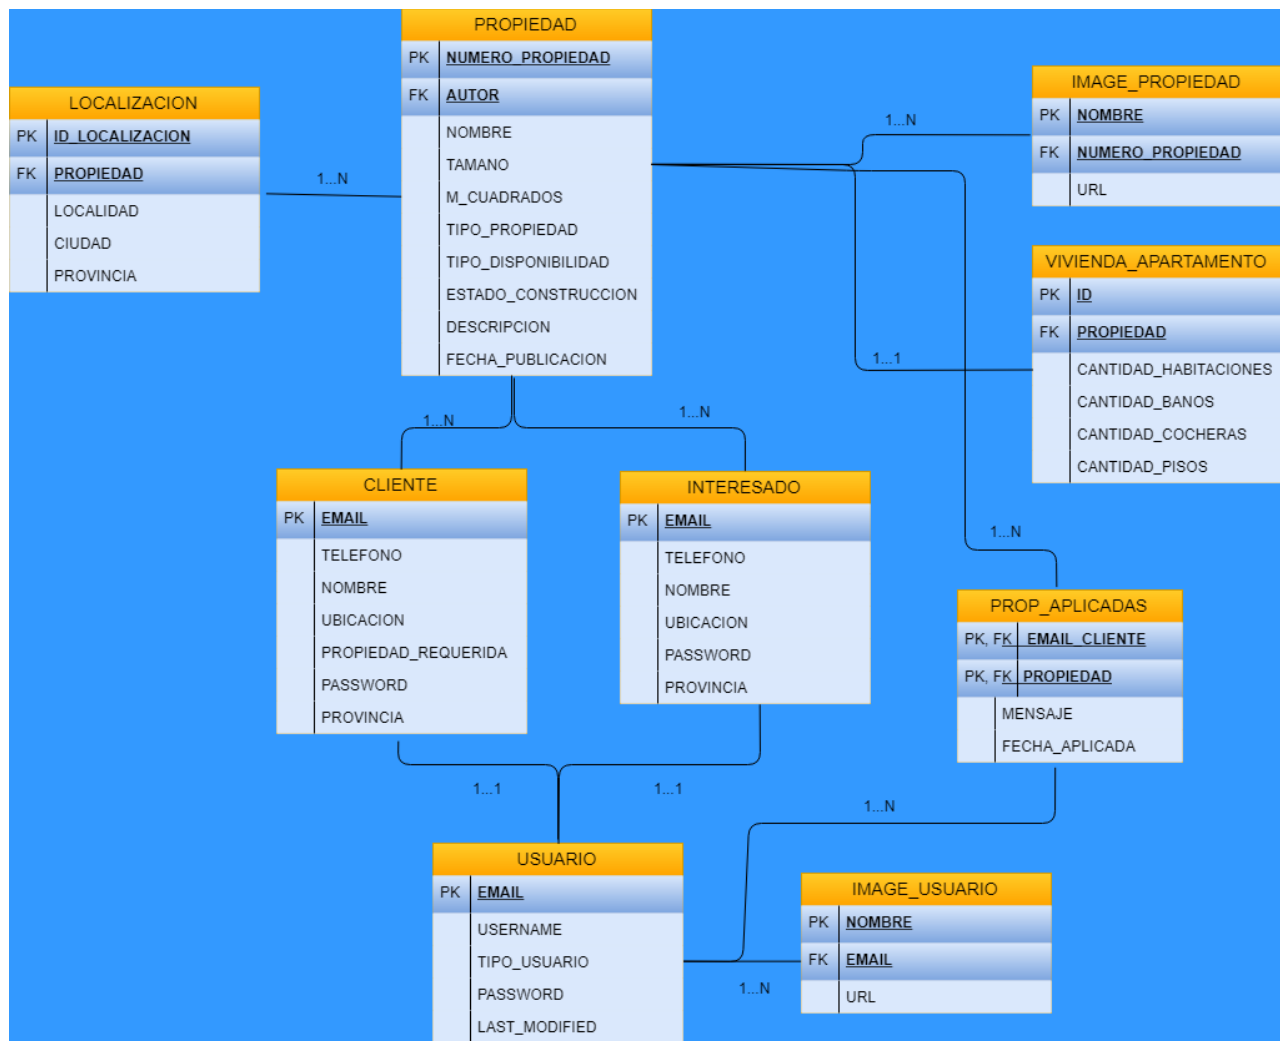 PROPIEDAD
PK NUMERO_PROPIEDAD
FK AUTOR
NOMBRE
TAMANO
M_CUADRADOS
TIPO_PROPIEDAD
TIPO_DISPONIBILIDAD
ESTADO_CONSTRUCCION
DESCRIPCION
FECHA_PUBLICACION
LOCALIZACION
PK ID_LOCALIZACION
FK PROPIEDAD
LOCALIDAD
CIUDAD
PROVINCIA
1...N
1...N
IMAGE_PROPIEDAD
PK NOMBRE
FK NUMERO_PROPIEDAD
URL
VIVIENDA_APARTAMENTO
PK ID
FK PROPIEDAD
CANTIDAD_HABITACIONES
CANTIDAD_BANOS
CANTIDAD_COCHERAS
CANTIDAD_PISOS
1...1
1...N
1...N
CLIENTE
PK EMAIL
TELEFONO
NOMBRE
UBICACION
PROPIEDAD_REQUERIDA
PASSWORD
PROVINCIA
INTERESADO
PK EMAIL
TELEFONO
NOMBRE
UBICACION
PASSWORD
PROVINCIA
1...N
PROP_APLICADAS
PK, FK EMAIL_CLIENTE
PK, FK PROPIEDAD
MENSAJE
FECHA_APLICADA
1...1
1...1
1...N
USUARIO
PK EMAIL
USERNAME
TIPO_USUARIO
PASSWORD
LAST_MODIFIED
1...N
IMAGE_USUARIO
PK NOMBRE
FK EMAIL
URL